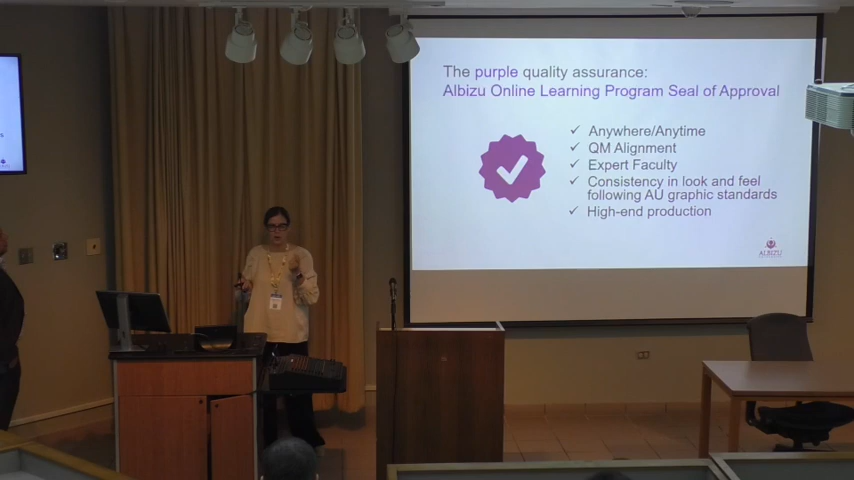 The purple quality assurance:
Albizu Online Learning Program Seal of Approval
✓ Anywhere/Anytime
✓ QM Alignment
✓ Expert Faculty
✓ Consistency in look and feel
following AU graphic standards
✓ High-end production
ALBIZU